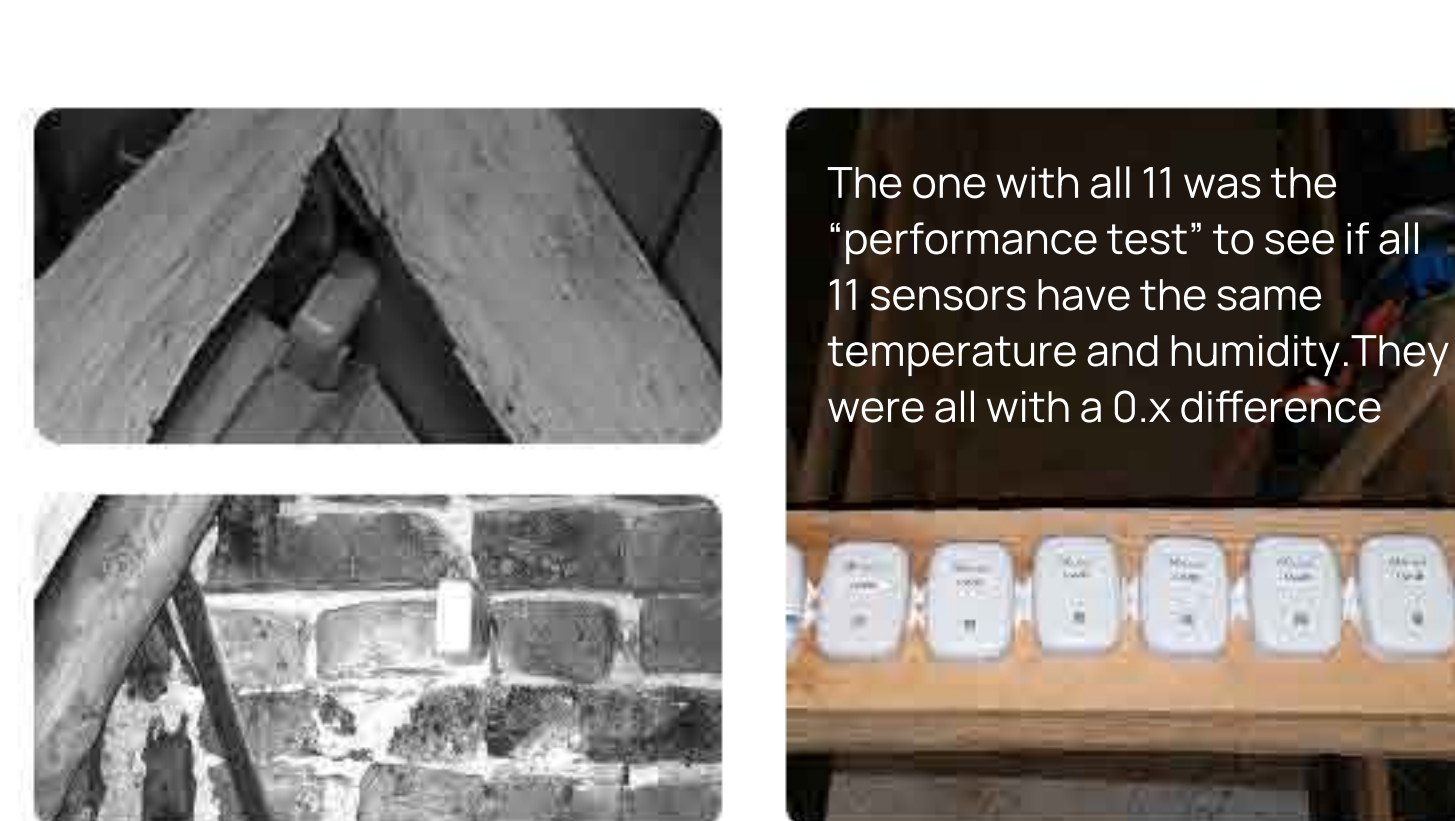 The one with all 11 was the
“performance test” to see if all
11 sensors have the same
temperature and humidity.They
were all with a 0.x difference